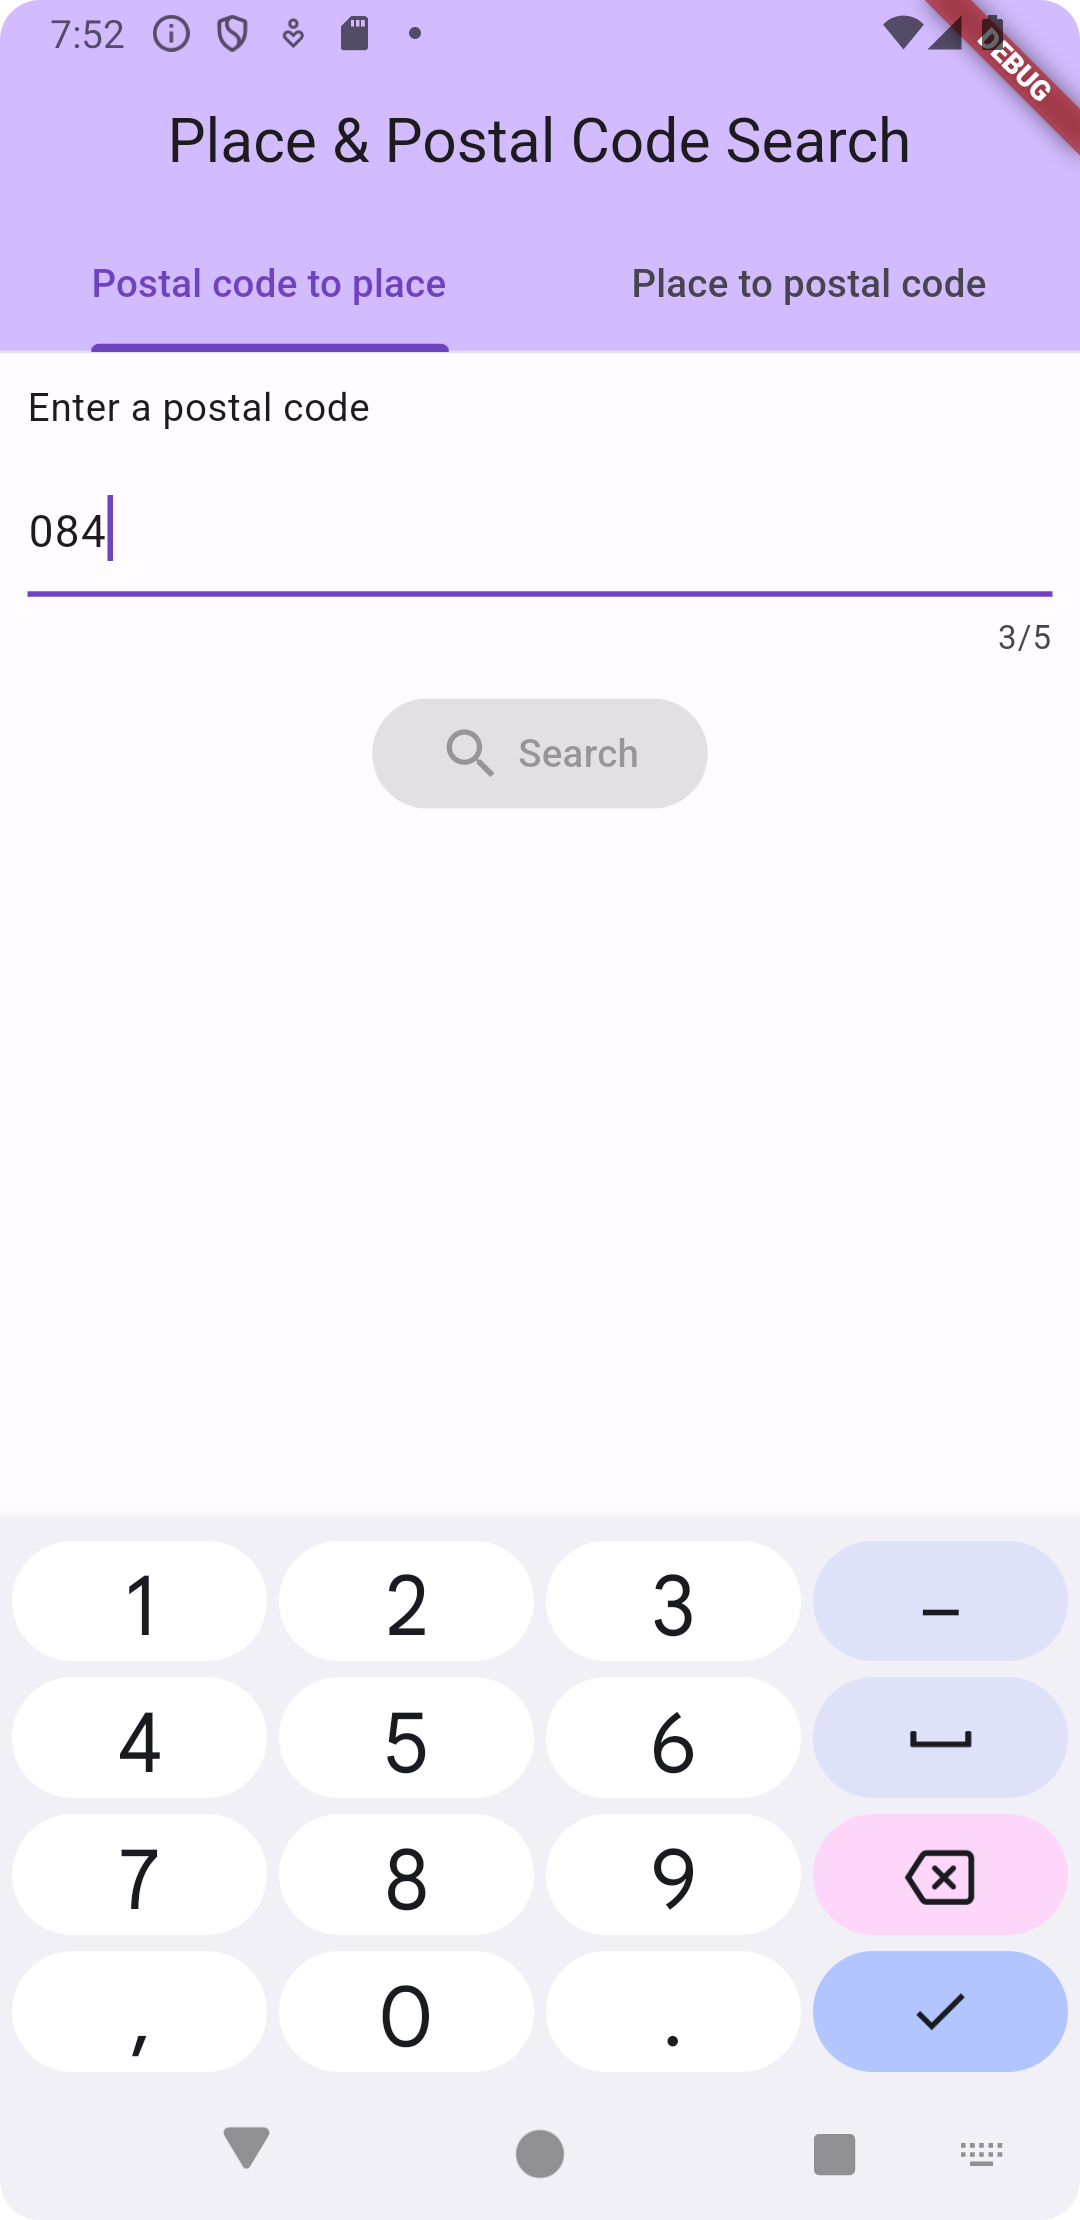 7:52
DEBUG
Place & Postal Code Search
Postal code to place
Place to postal code
Enter a postal code
084
3/5
Search
1 2 3 –
4 5 6
7 8 9
, 0 .